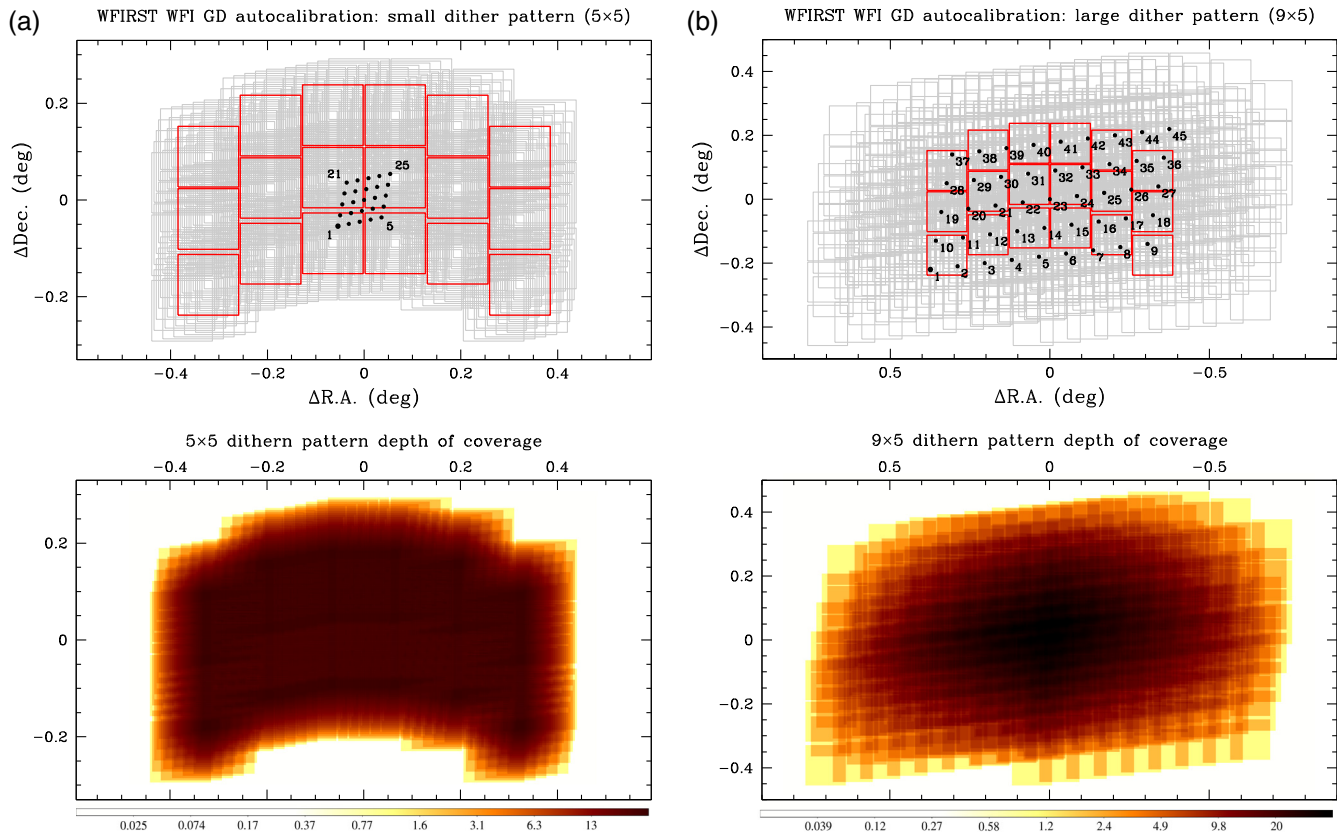 (a)
WFIRST WFI GD autocalibration: small dither pattern (5×5)
0.2
0
−0.2
ΔDec. (deg)
21
25
1
5
−0.4
−0.2
0
0.2
0.4
ΔR.A. (deg)
(b)
WFIRST WFI GD autocalibration: large dither pattern (9×5)
0.4
0.2
0
−0.2
−0.4
ΔDec. (deg)
37 38 39 40 41 42 43 44 45
28 29 30 31 32 33 34 35 36
19 20 21 22 23 24 25 26 27
10 11 12 13 14 15 16 17 18
1 2 3 4 5 6 7 8 9
0.5
0
−0.5
ΔR.A. (deg)
5×5 dithern pattern depth of coverage
−0.4
−0.2
0
0.2
0.4
0.2
0
−0.2
0.025 0.074 0.17 0.37 0.77 1.6 3.1 6.3 13
9×5 dithern pattern depth of coverage
0.5
0
−0.5
0.4
0.2
0
−0.2
−0.4
0.039 0.12 0.27 0.58 1.2 2.4 4.9 9.8 20